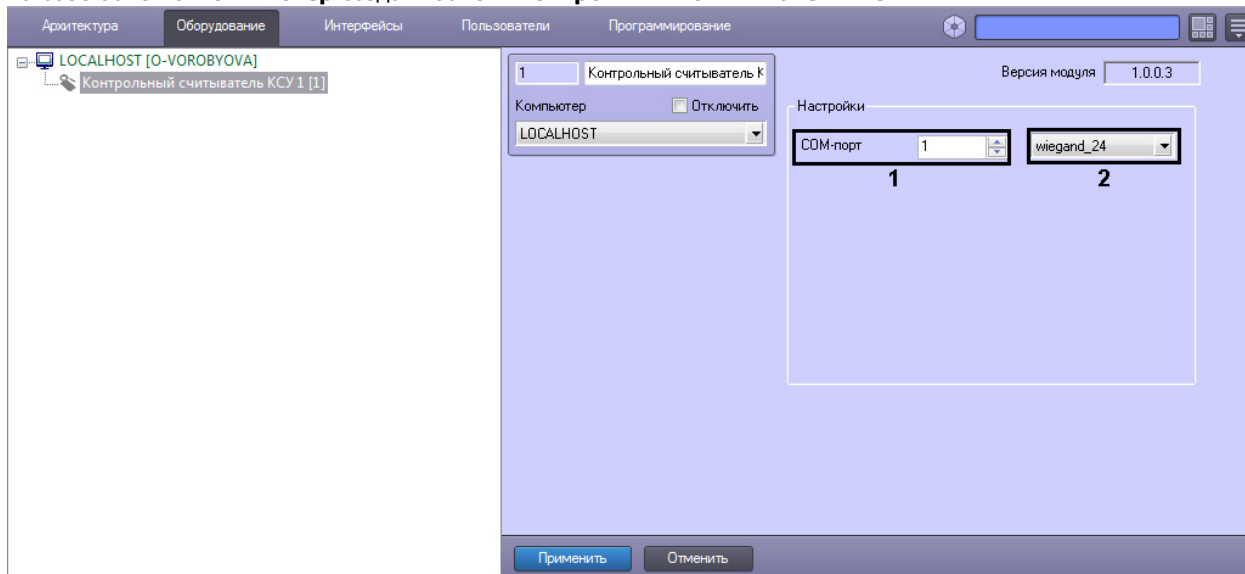 Архитектура Оборудование Интерфейсы Пользователи Программирование
LOCALHOST [O-VOROBYOVA]
Контрольный считыватель КСУ 1 [1]
1 Контрольный считыватель К
Компьютер Отключить
LOCALHOST
Версия модуля 1.0.0.3
Настройки
COM-порт 1 wiegand_24
1 2
Применить Отменить